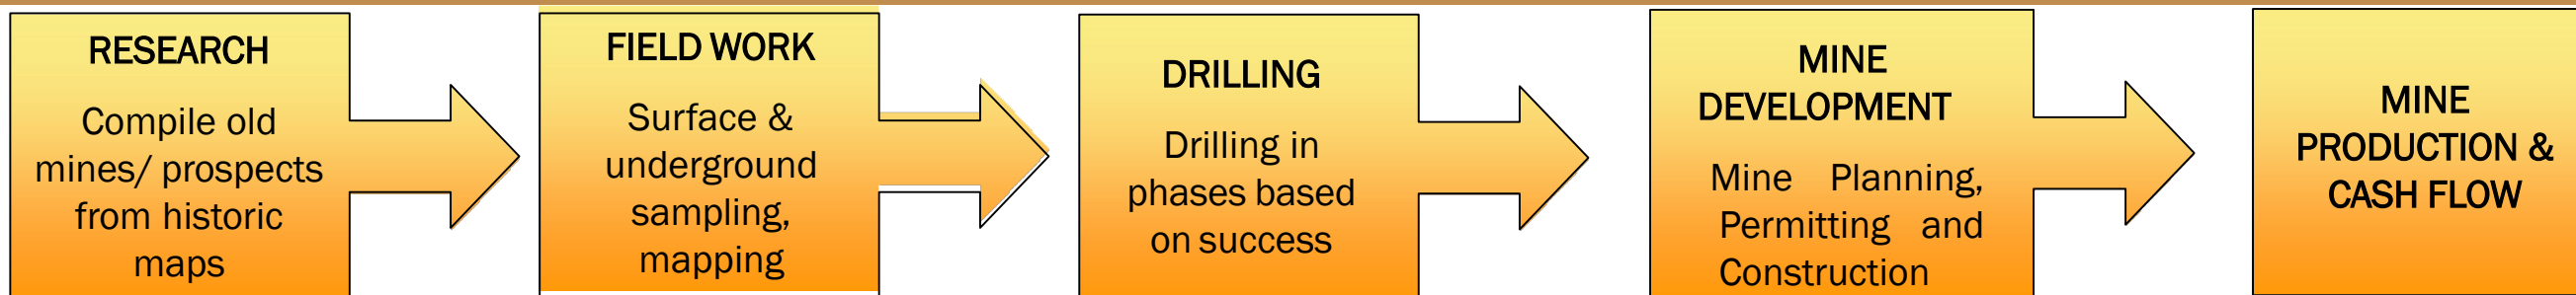 RESEARCH
Compile old
mines/ prospects
from historic
maps
FIELD WORK
Surface &
underground
sampling,
mapping
DRILLING
Drilling in
phases based
on success
MINE
DEVELOPMENT
Mine Planning,
Permitting and
Construction
MINE
PRODUCTION &
CASH FLOW